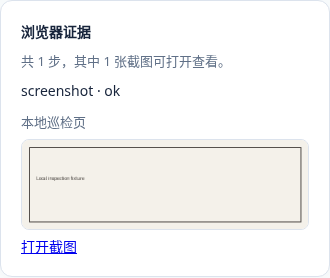 浏览器证据
共 1 步，其中 1 张截图可打开查看。
screenshot · ok
本地巡检页
Local inspection fixture
打开截图